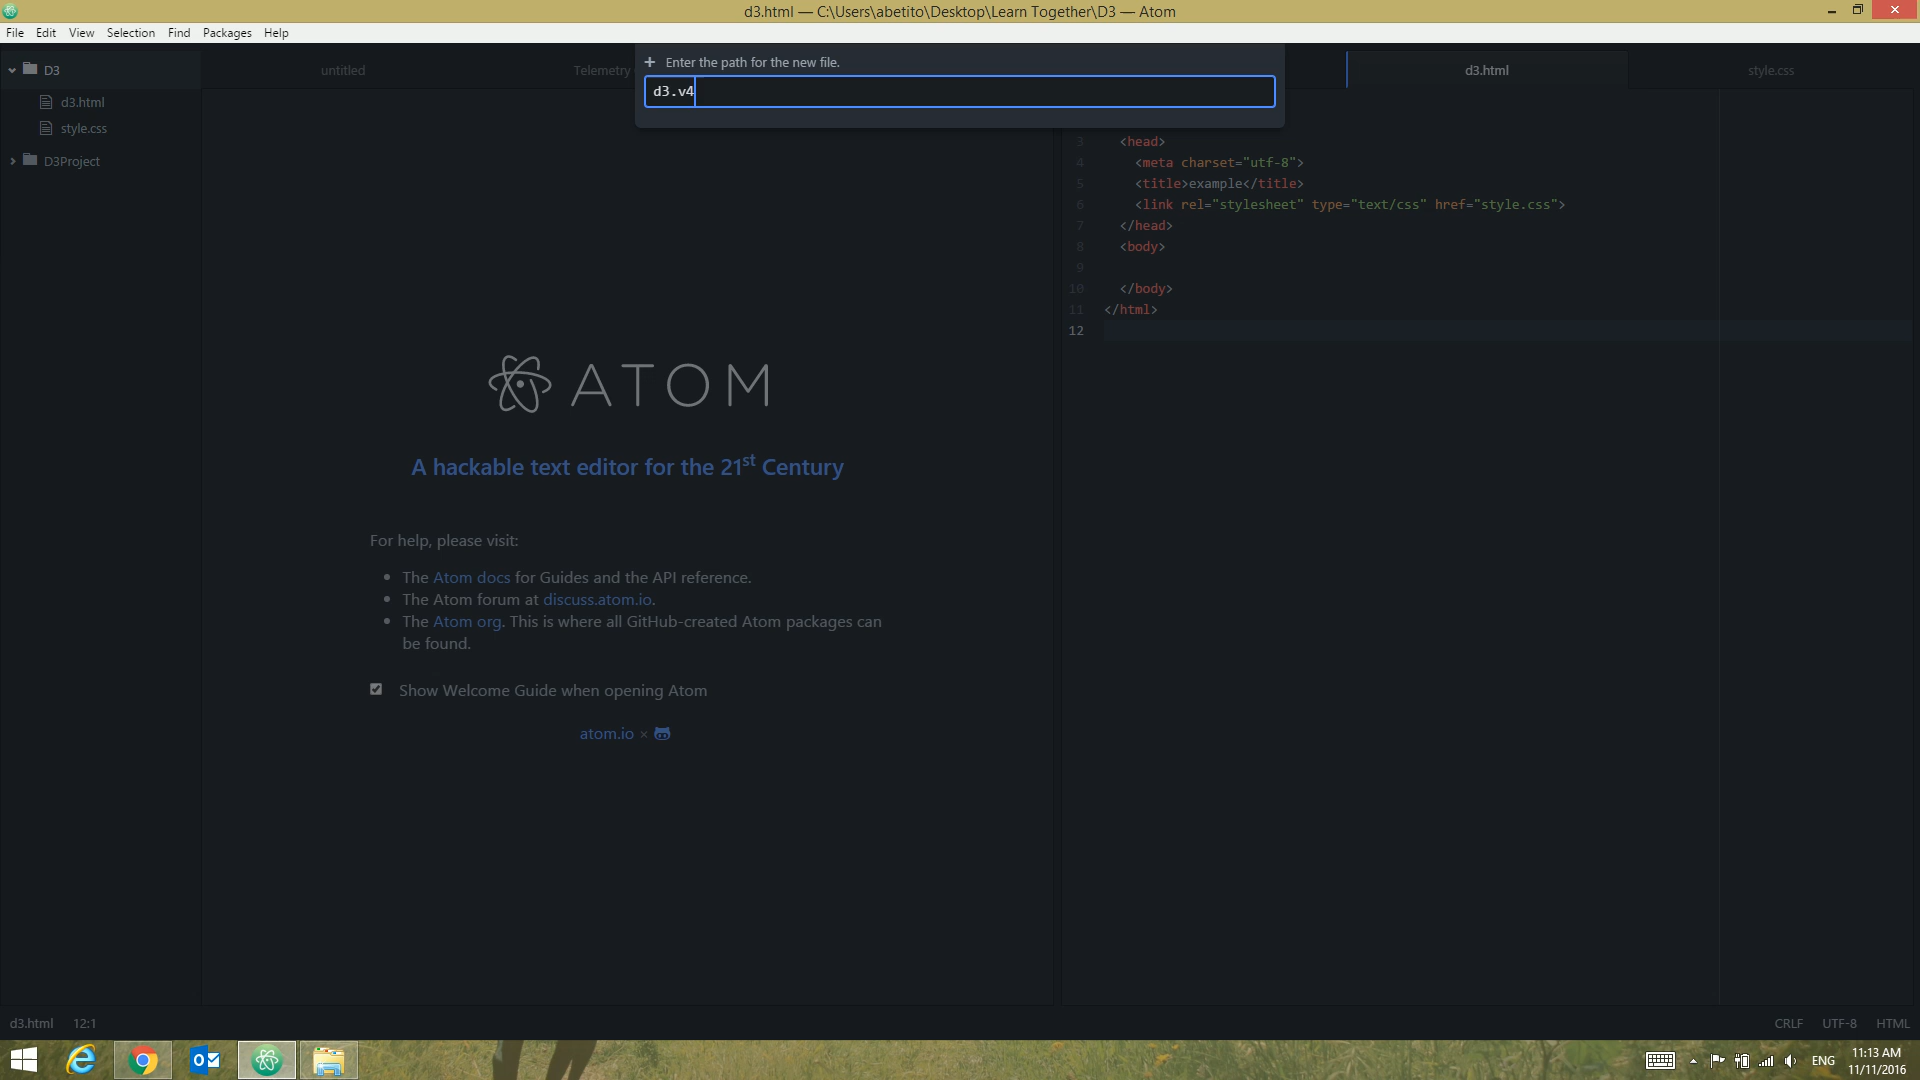 d3.html — C:\Users\abetito\Desktop\Learn Together\D3 — Atom
File Edit View Selection Find Packages Help
D3
d3.html
style.css
D3Project
untitled
Telemetry
d3.html
style.css
Enter the path for the new file.
d3.v4
ATOM
A hackable text editor for the 21st Century
For help, please visit:
• The Atom docs for Guides and the API reference.
• The Atom forum at discuss.atom.io.
• The Atom org. This is where all GitHub-created Atom packages can
be found.
Show Welcome Guide when opening Atom
atom.io ×
3 <head>
4 <meta charset="utf-8">
5 <title>example</title>
6 <link rel="stylesheet" type="text/css" href="style.css">
7 </head>
8 <body>
9
10 </body>
11 </html>
12
d3.html 12:1
CRLF UTF-8 HTML
ENG
11:13 AM
11/11/2016